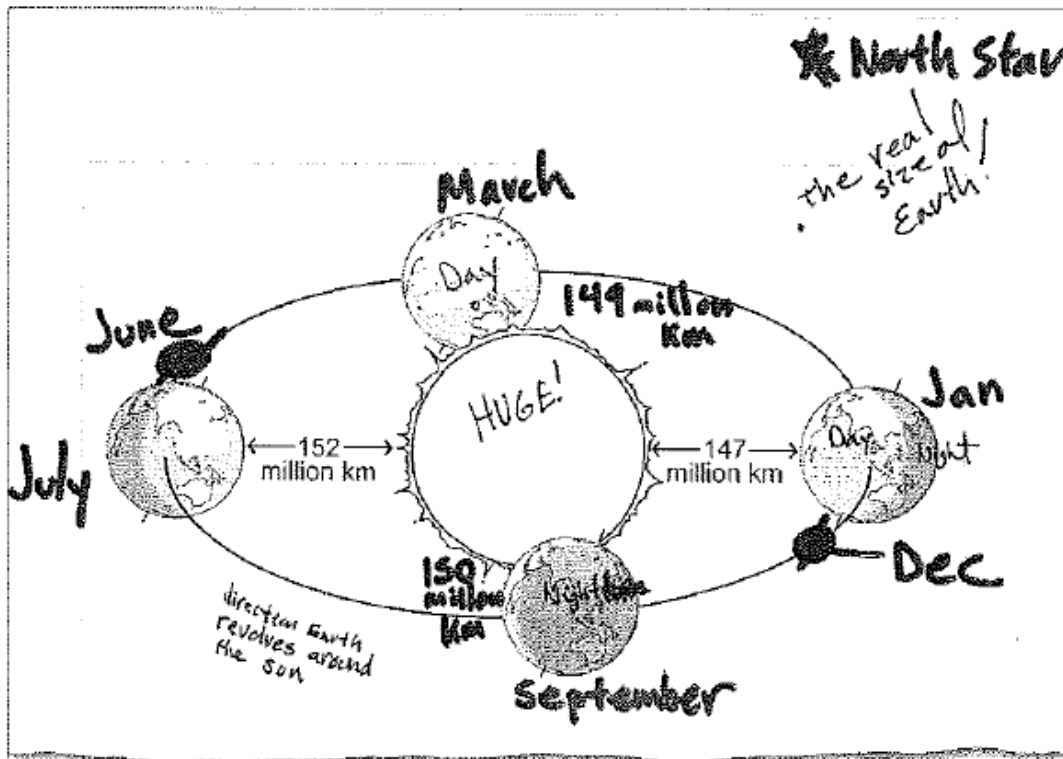 North Star
the real
size of
Earth!
March
Day
149 million
Km
June
HUGE!
Jan
Day
Night
152
million km
147
million km
July
Dec
150
million
Km
direction Earth
revolves around
the sun
September